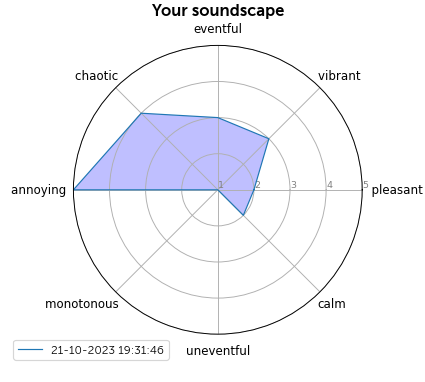 Your soundscape
eventful
chaotic
vibrant
annoying
1 2 3 4 5
pleasant
monotonous
calm
uneventful
21-10-2023 19:31:46